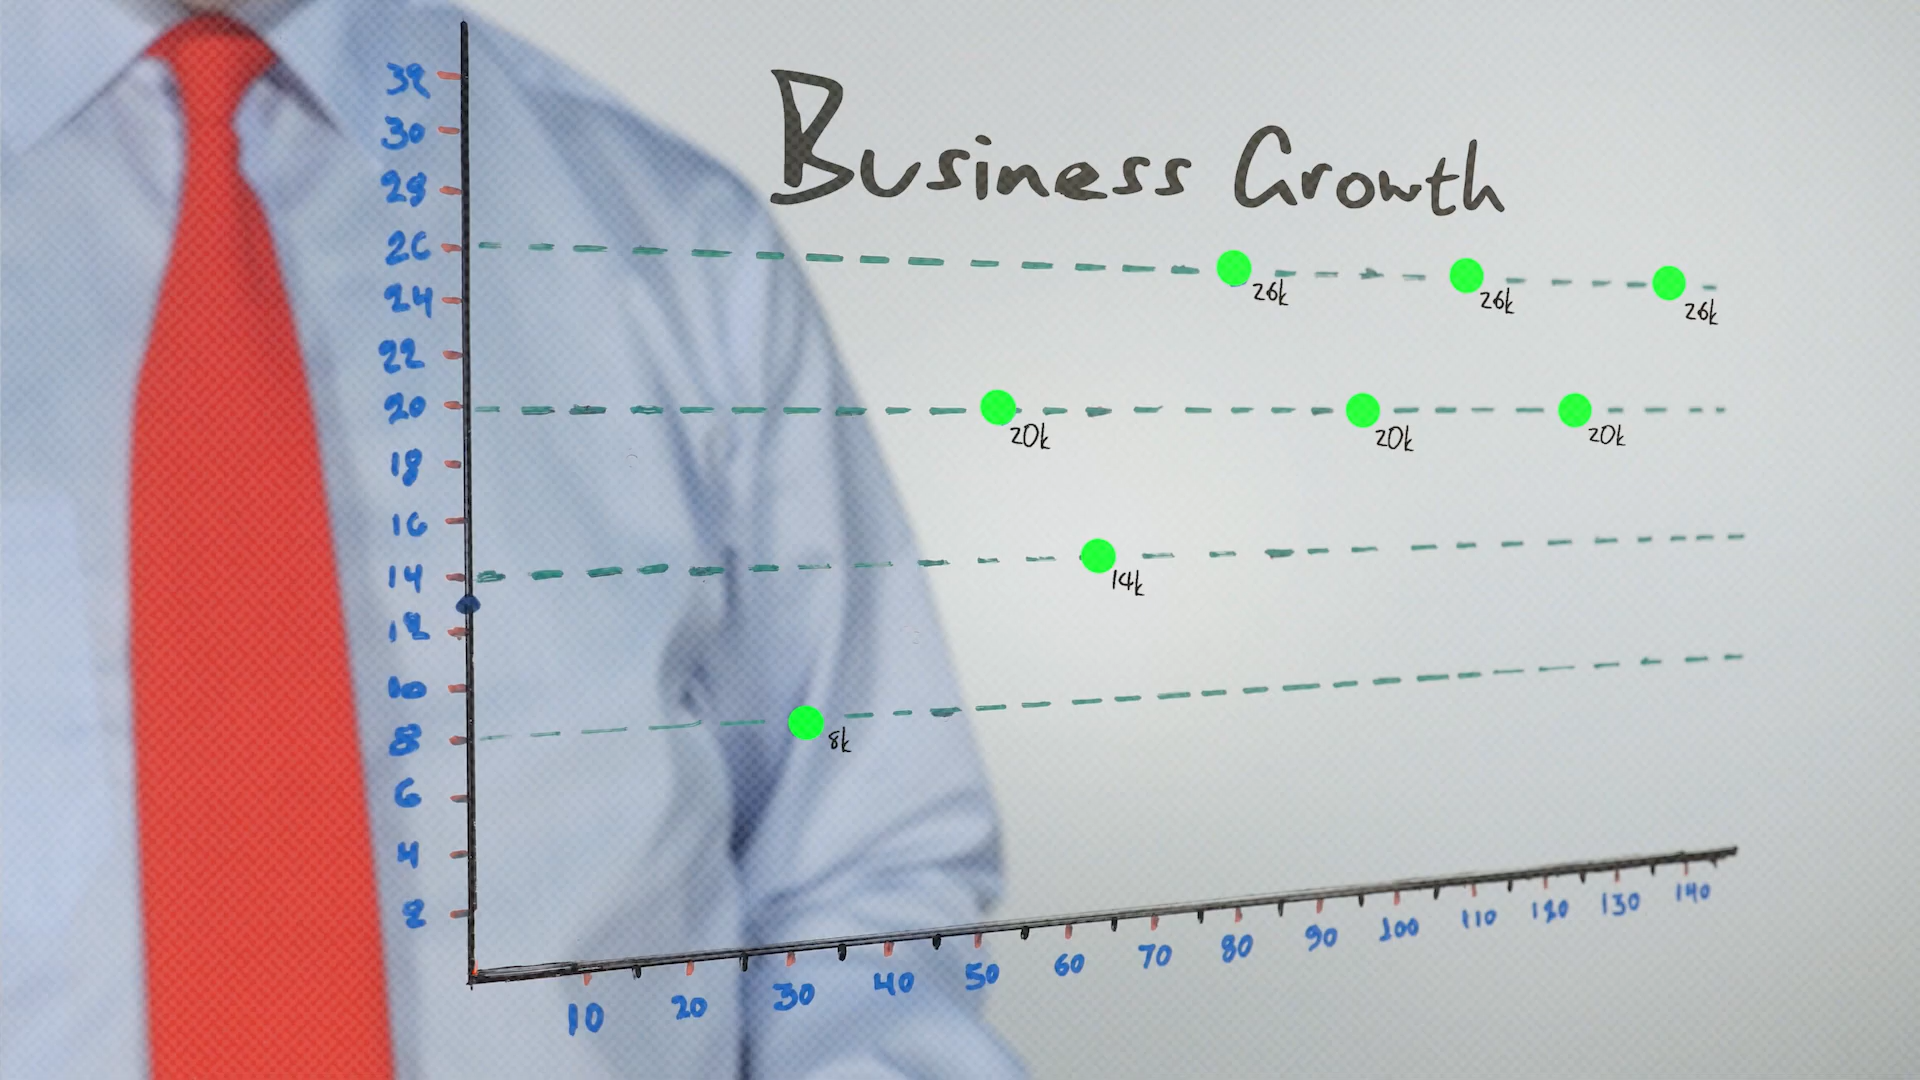 Business Growth
32
30
28
26
24
22
20
18
16
14
12
10
8
6
4
2
26k
26k
26k
20k
20k
20k
14k
8k
10 20 30 40 50 60 70 80 90 100 110 120 130 140